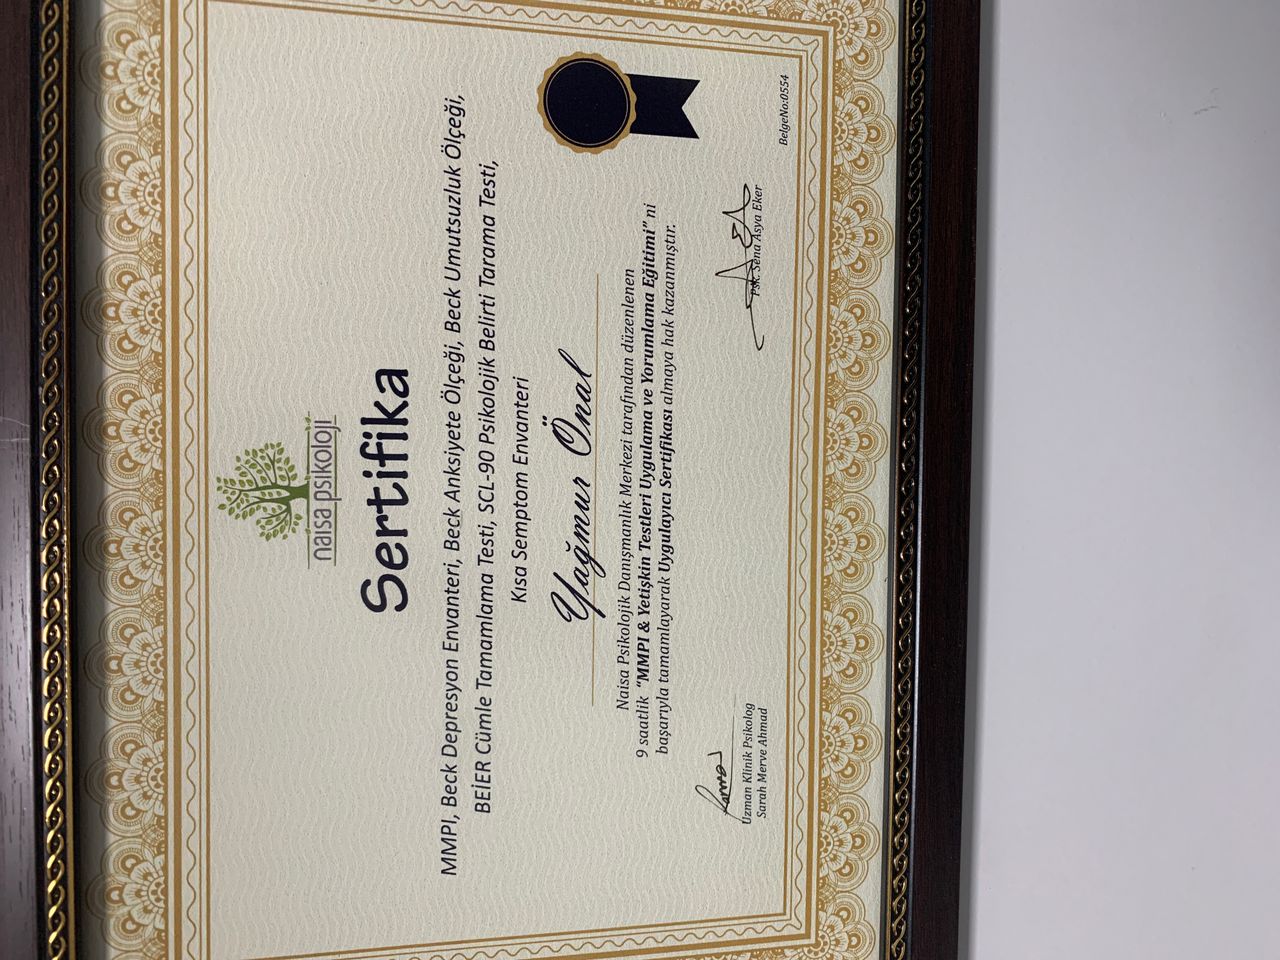 naisa psikoloji
Sertifika
MMPI, Beck Depresyon Envanteri, Beck Anksiyete Ölçeği, Beck Umutsuzluk Ölçeği,
BEİER Cümle Tamamlama Testi, SCL-90 Psikolojik Belirti Tarama Testi,
Kısa Semptom Envanteri
Yağmur Önal
Naisa Psikolojik Danışmanlık Merkezi tarafından düzenlenen
9 saatlik "MMPI & Yetişkin Testleri Uygulama ve Yorumlama Eğitimi" ni
başarıyla tamamlayarak Uygulayıcı Sertifikası almaya hak kazanmıştır.
Uzman Klinik Psikolog
Sarah Merve Ahmad
Psk. Sena Asya Eker
BelgeNo:0554